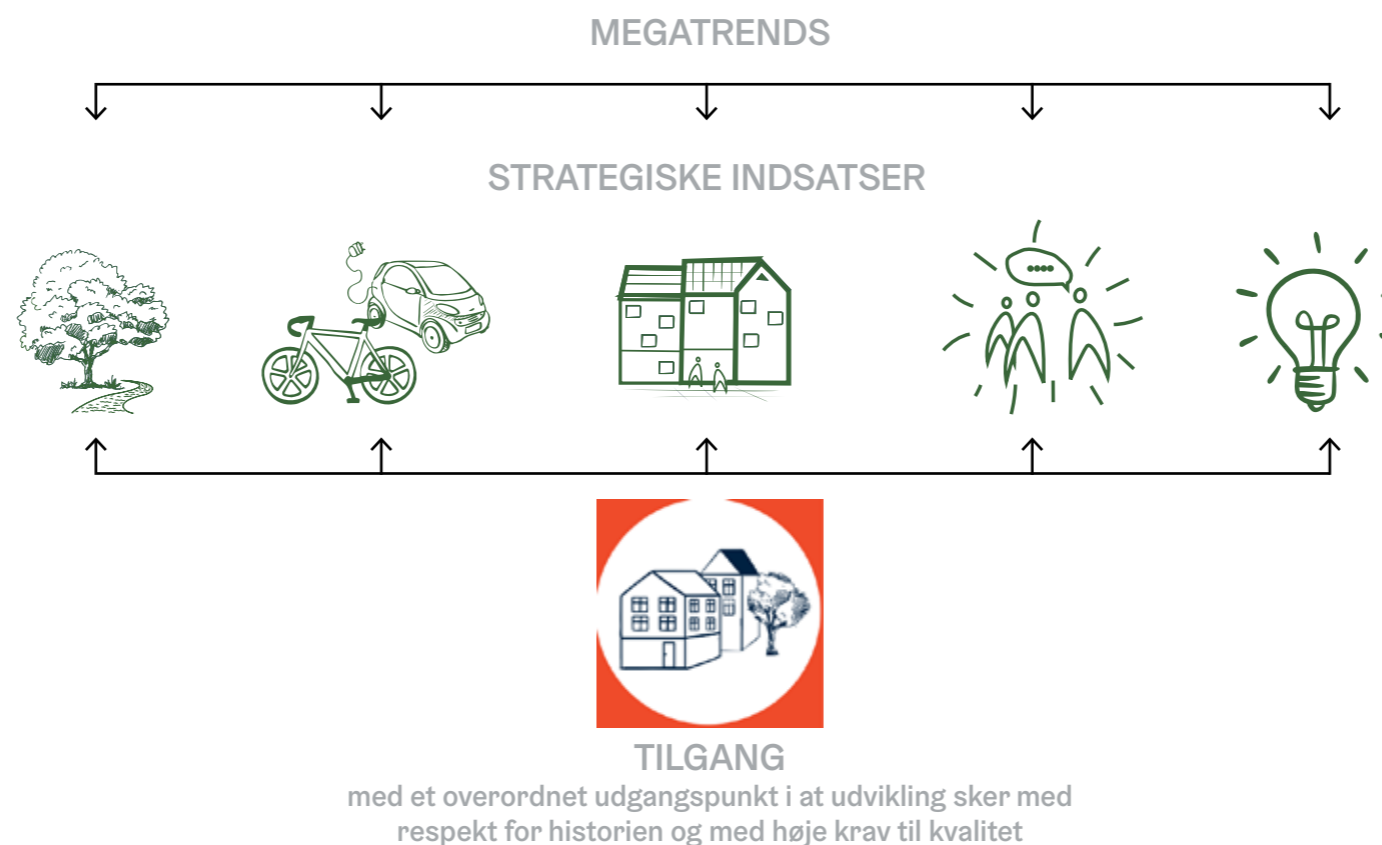 MEGATRENDS
STRATEGISKE INDSATSER
TILGANG
med et overordnet udgangspunkt i at udvikling sker med
respekt for historien og med høje krav til kvalitet